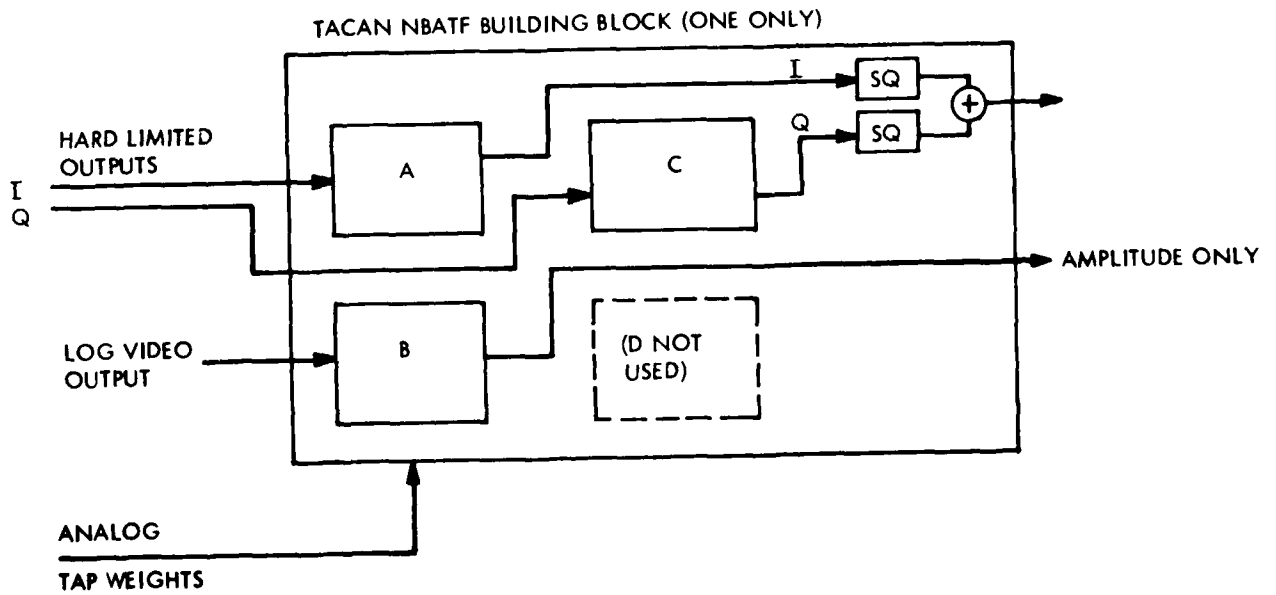 TACAN NBATF BUILDING BLOCK (ONE ONLY)
I
SQ
HARD LIMITED
OUTPUTS
A
C
Q
SQ
+
I
Q
AMPLITUDE ONLY
LOG VIDEO
OUTPUT
B
(D NOT
USED)
ANALOG
TAP WEIGHTS